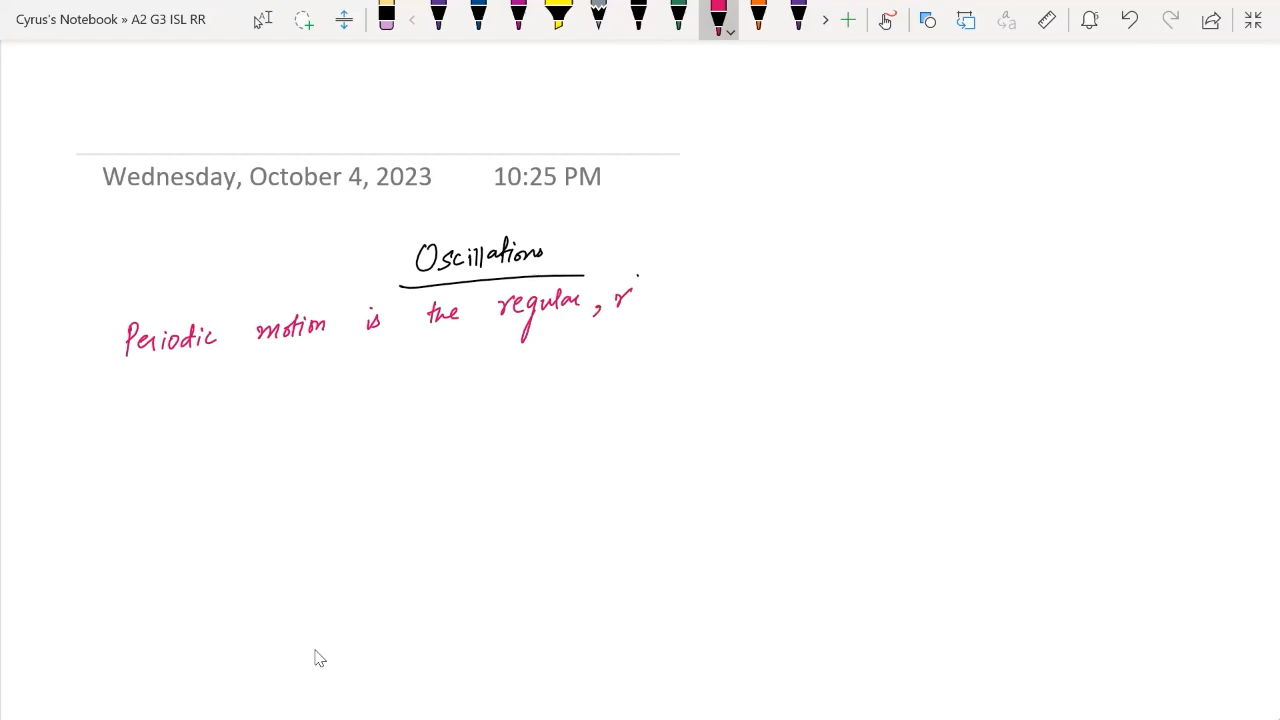 Cyrus's Notebook » A2 G3 ISL RR
Wednesday, October 4, 2023 10:25 PM
Oscillations
Periodic motion is the regular, r